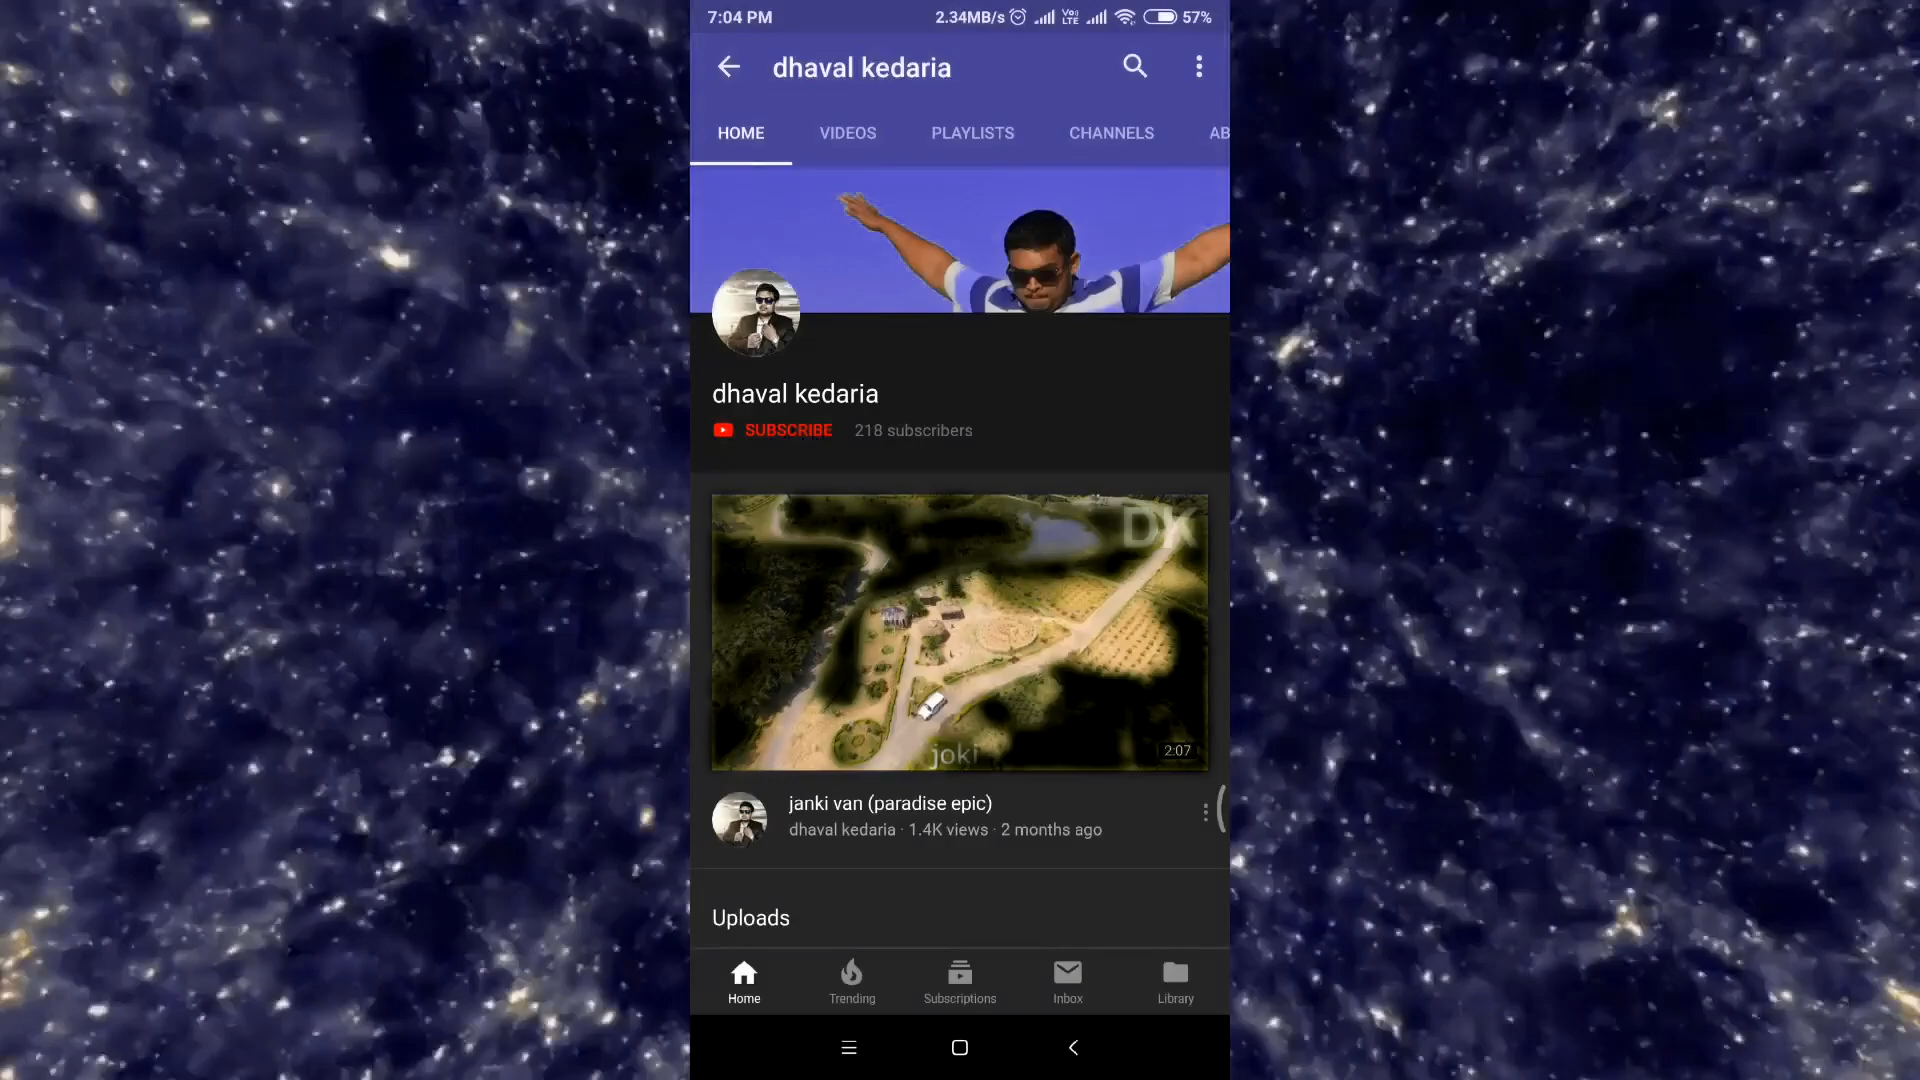 7:04 PM 2.34MB/s VoLTE 57%
dhaval kedaria
HOME VIDEOS PLAYLISTS CHANNELS AB
dhaval kedaria
SUBSCRIBE 218 subscribers
DK
joki
2:07
janki van (paradise epic)
dhaval kedaria · 1.4K views · 2 months ago
Uploads
Home Trending Subscriptions Inbox Library